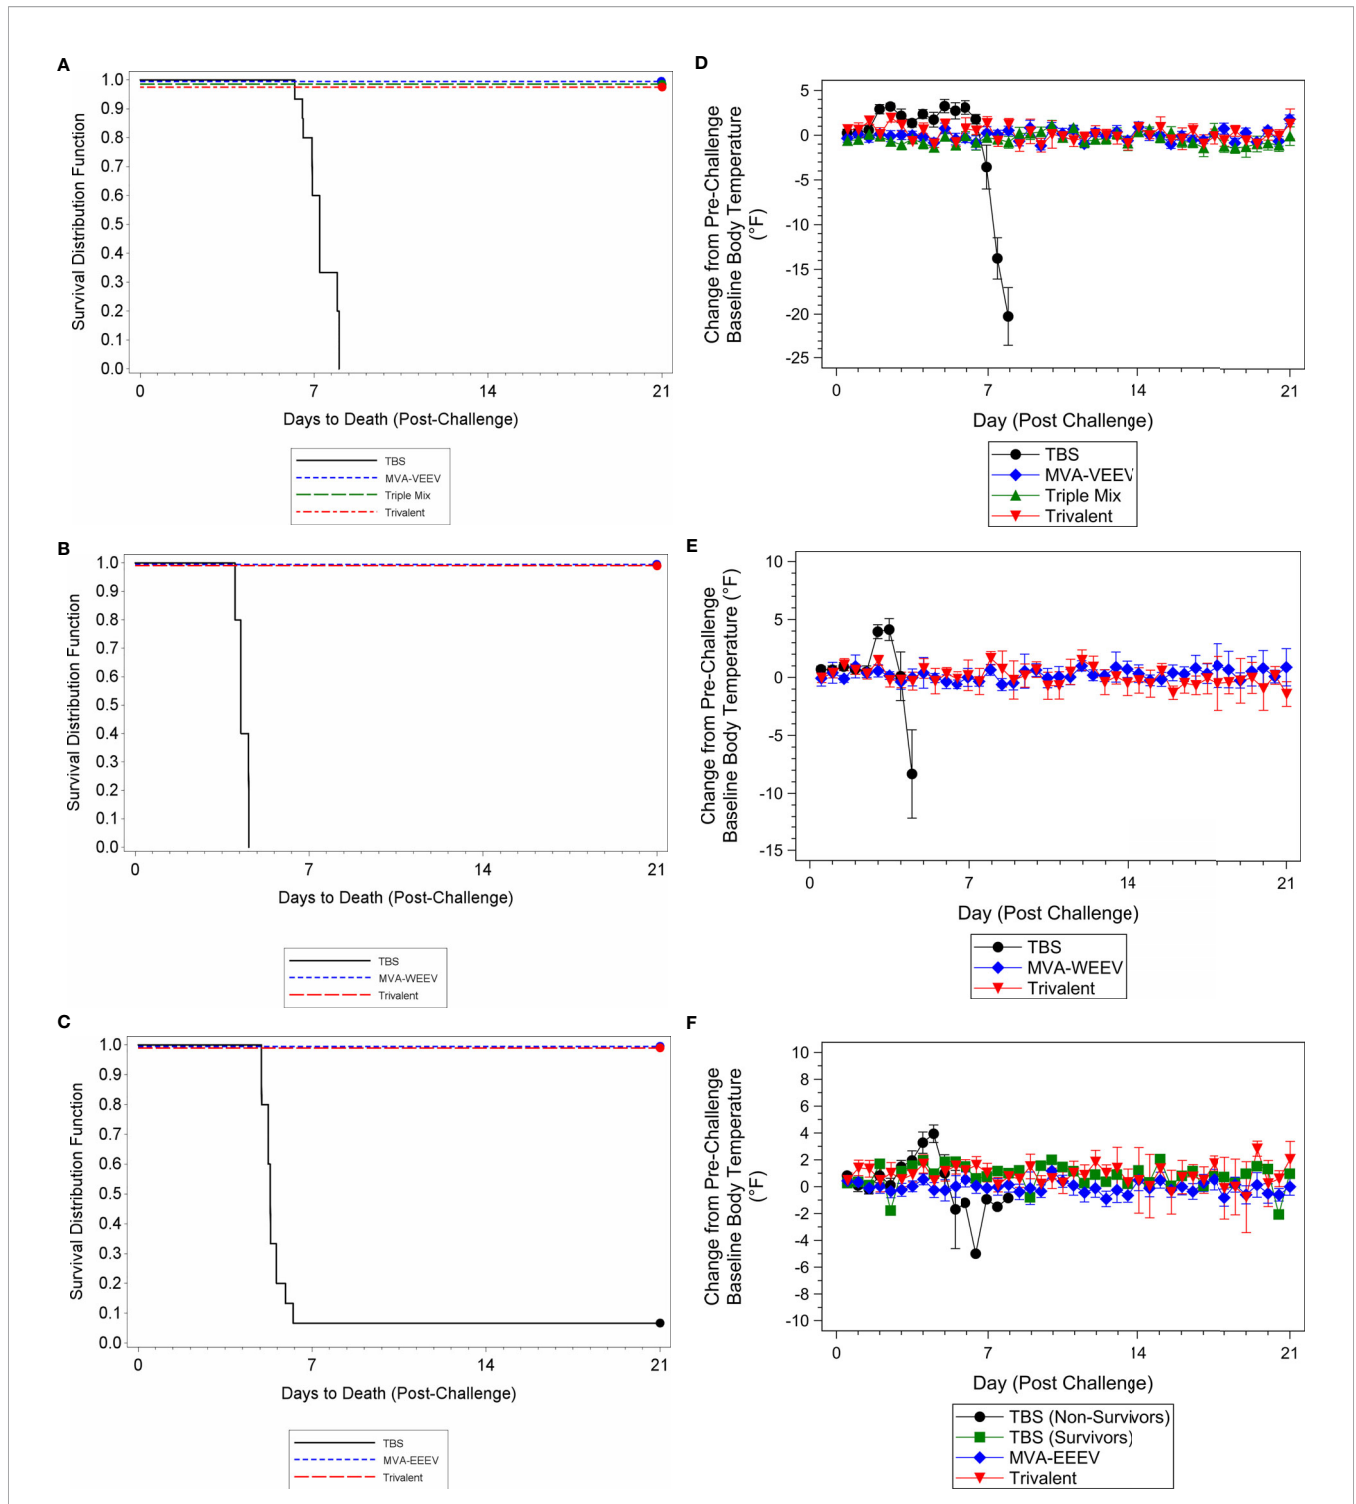 A
Survival Distribution Function
1.0
0.9
0.8
0.7
0.6
0.5
0.4
0.3
0.2
0.1
0.0
0 7 14 21
Days to Death (Post-Challenge)
TBS
MVA-VEEV
Triple Mix
Trivalent
D
Change from Pre-Challenge
Baseline Body Temperature
(°F)
5
0
-5
-10
-15
-20
-25
0 7 14 21
Day (Post Challenge)
TBS
MVA-VEEV
Triple Mix
Trivalent
B
Survival Distribution Function
1.0
0.9
0.8
0.7
0.6
0.5
0.4
0.3
0.2
0.1
0.0
0 7 14 21
Days to Death (Post-Challenge)
TBS
MVA-WEEV
Trivalent
E
Change from Pre-Challenge
Baseline Body Temperature (°F)
10
5
0
-5
-10
-15
0 7 14 21
Day (Post Challenge)
TBS
MVA-WEEV
Trivalent
C
Survival Distribution Function
1.0
0.9
0.8
0.7
0.6
0.5
0.4
0.3
0.2
0.1
0.0
0 7 14 21
Days to Death (Post-Challenge)
TBS
MVA-EEEV
Trivalent
F
Change from Pre-Challenge
Baseline Body Temperature
(°F)
10
8
6
4
2
0
-2
-4
-6
-8
-10
0 7 14 21
Day (Post Challenge)
TBS (Non-Survivors)
TBS (Survivors)
MVA-EEEV
Trivalent